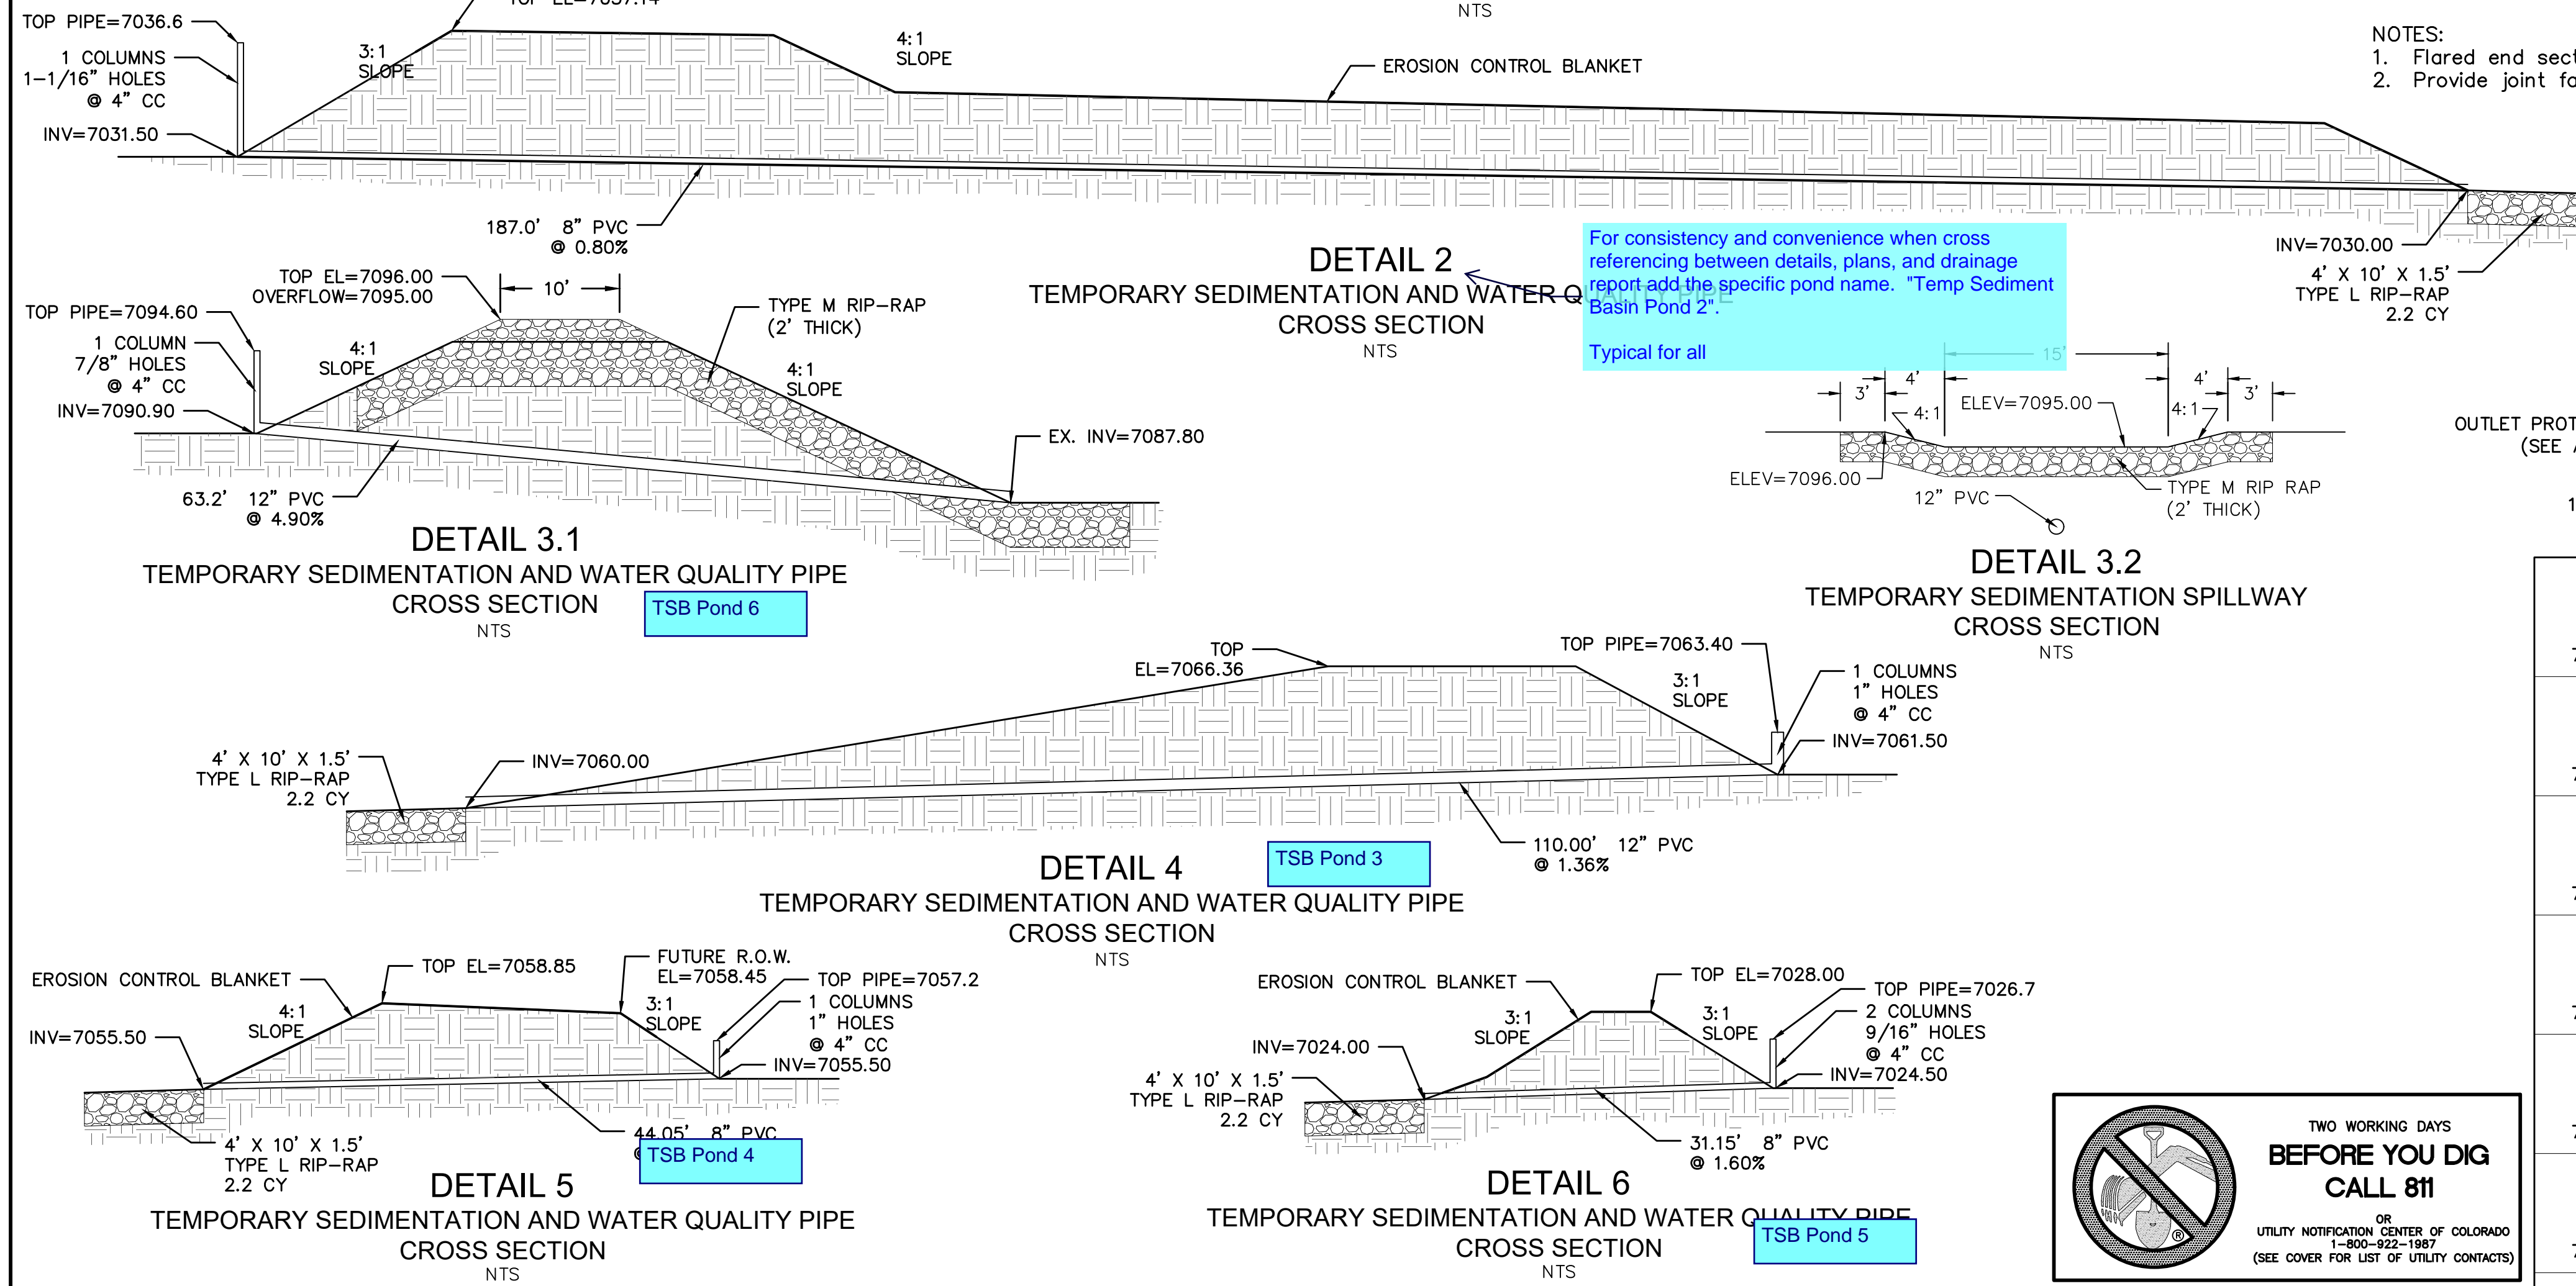 TOP PIPE=7036.6
1 COLUMNS
1-1/16" HOLES
@ 4" CC
INV=7031.50
3:1
SLOPE
4:1
SLOPE
NTS
EROSION CONTROL BLANKET
NOTES:
1. Flared end
2. Provide joint
187.0' 8" PVC
@ 0.80%
INV=7030.00
4' X 10' X 1.5'
TYPE L RIP-RAP
2.2 CY
DETAIL 2
TEMPORARY SEDIMENTATION AND WATER QUALITY PIPE
CROSS SECTION
NTS
For consistency and convenience when cross
referencing between details, plans, and drainage
report add the specific pond name. "Temp Sediment
Basin Pond 2".
Typical for all
TOP EL=7096.00
OVERFLOW=7095.00
10'
TOP PIPE=7094.60
1 COLUMN
7/8" HOLES
@ 4" CC
INV=7090.90
4:1
SLOPE
TYPE M RIP-RAP
(2' THICK)
4:1
SLOPE
EX. INV=7087.80
63.2' 12" PVC
@ 4.90%
DETAIL 3.1
TEMPORARY SEDIMENTATION AND WATER QUALITY PIPE
CROSS SECTION
NTS
TSB Pond 6
15'
3'
4'
4'
3'
4:1
ELEV=7095.00
4:1
ELEV=7096.00
12" PVC
TYPE M RIP RAP
(2' THICK)
DETAIL 3.2
TEMPORARY SEDIMENTATION SPILLWAY
CROSS SECTION
NTS
OUTLET
(SEE
TOP
EL=7066.36
TOP PIPE=7063.40
3:1
SLOPE
1 COLUMNS
1" HOLES
@ 4" CC
INV=7061.50
4' X 10' X 1.5'
TYPE L RIP-RAP
2.2 CY
INV=7060.00
110.00' 12" PVC
@ 1.36%
DETAIL 4
TEMPORARY SEDIMENTATION AND WATER QUALITY PIPE
CROSS SECTION
NTS
TSB Pond 3
EROSION CONTROL BLANKET
TOP EL=7058.85
FUTURE R.O.W.
EL=7058.45
TOP PIPE=7057.2
1 COLUMNS
1" HOLES
@ 4" CC
INV=7055.50
4:1
SLOPE
3:1
SLOPE
INV=7055.50
4' X 10' X 1.5'
TYPE L RIP-RAP
2.2 CY
44.05' 8" PVC
TSB Pond 4
DETAIL 5
TEMPORARY SEDIMENTATION AND WATER QUALITY PIPE
CROSS SECTION
NTS
EROSION CONTROL BLANKET
TOP EL=7028.00
TOP PIPE=7026.7
2 COLUMNS
9/16" HOLES
@ 4" CC
INV=7024.50
3:1
SLOPE
3:1
SLOPE
INV=7024.00
4' X 10' X 1.5'
TYPE L RIP-RAP
2.2 CY
31.15' 8" PVC
@ 1.60%
DETAIL 6
TEMPORARY SEDIMENTATION AND WATER QUALITY PIPE
CROSS SECTION
NTS
TSB Pond 5
TWO WORKING DAYS
BEFORE YOU DIG
CALL 811
OR
UTILITY NOTIFICATION CENTER OF COLORADO
1-800-922-1987
(SEE COVER FOR LIST OF UTILITY CONTACTS)
®